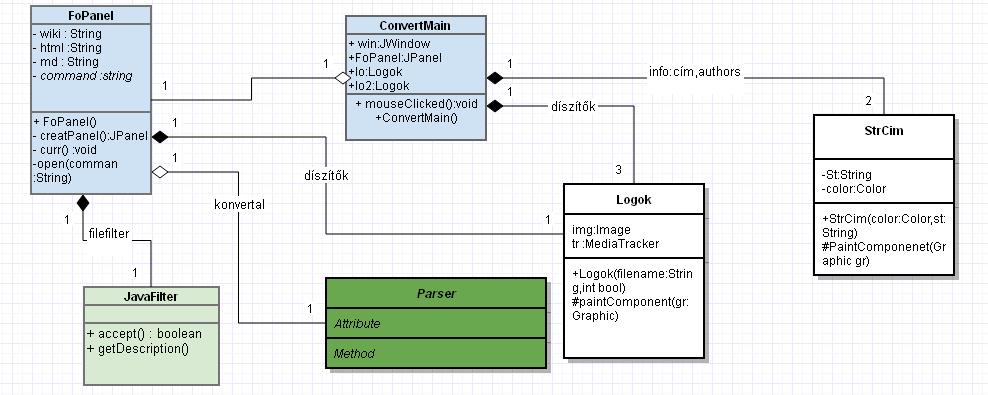 FoPanel
- wiki : String
- html :String
- md : String
- command :string
+ FoPanel()
- creatPanel():JPanel
- curr() :void
-open(comman
:String)
ConvertMain
+ win:JWindow
+FoPanel:JPanel
+lo:Logok
+lo2:Logok
+ mouseClicked():void
+ConvertMain()
1
1
1
info:cím,authors
2
1
díszítők
3
StrCim
-St:String
-color:Color
+StrCim(color:Color,st:
String)
#PaintComponenet(Gr
aphic gr)
1
díszítők
1
1
konvertal
1
Logok
img:Image
tr :MediaTracker
+Logok(filename:Strin
g,int bool)
#paintComponent(gr:
Graphic)
1
filefilter
1
JavaFilter
+ accept() : boolean
+ getDescription()
Parser
Attribute
Method